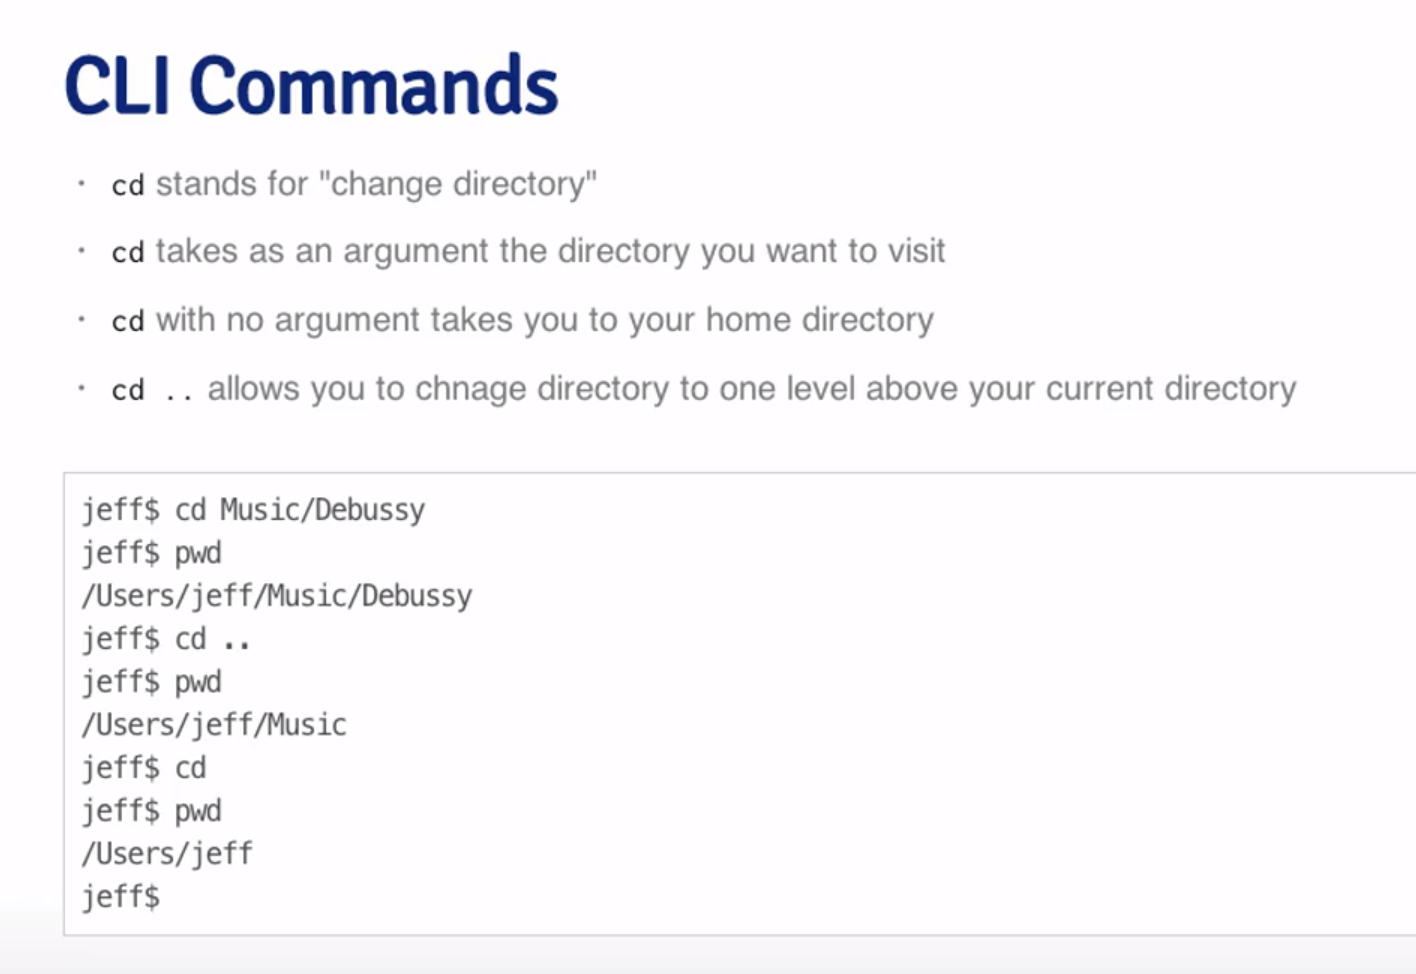 CLI Commands
· cd stands for "change directory"
· cd takes as an argument the directory you want to visit
· cd with no argument takes you to your home directory
· cd .. allows you to chnage directory to one level above your current directory
jeff$ cd Music/Debussy
jeff$ pwd
/Users/jeff/Music/Debussy
jeff$ cd ..
jeff$ pwd
/Users/jeff/Music
jeff$ cd
jeff$ pwd
/Users/jeff
jeff$